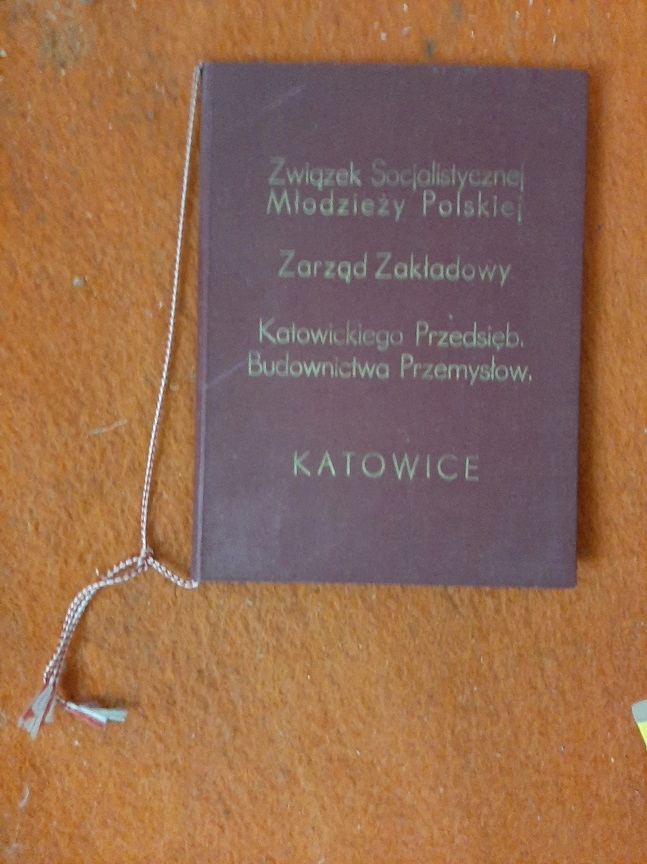 Związek Socjalistycznej
Młodzieży Polskiej
Zarząd Zakładowy
Katowickiego Przedsięb.
Budownictwa Przemysłow.
KATOWICE